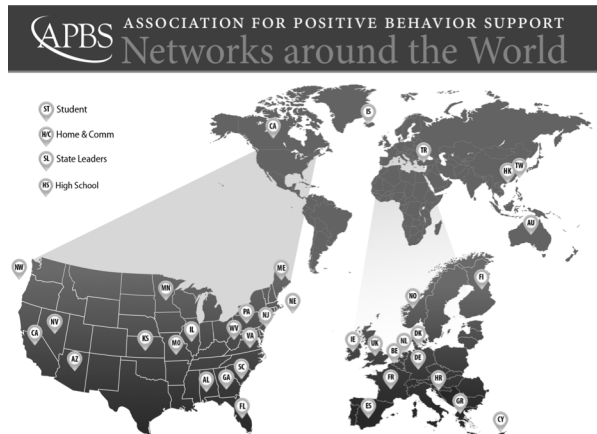 APBS
ASSOCIATION FOR POSITIVE BEHAVIOR SUPPORT
Networks around the World
ST Student
H/C Home & Comm
SL State Leaders
HS High School
IS
CA
TR
TW
HK
AU
NW
ME
MN
NE
PA
NJ
NV
CA
IL
WV
VA
KS
MO
AZ
SC
AL
GA
FL
FI
NO
IE
UK
DK
NL
BE
DE
FR
HR
ES
GR
CY